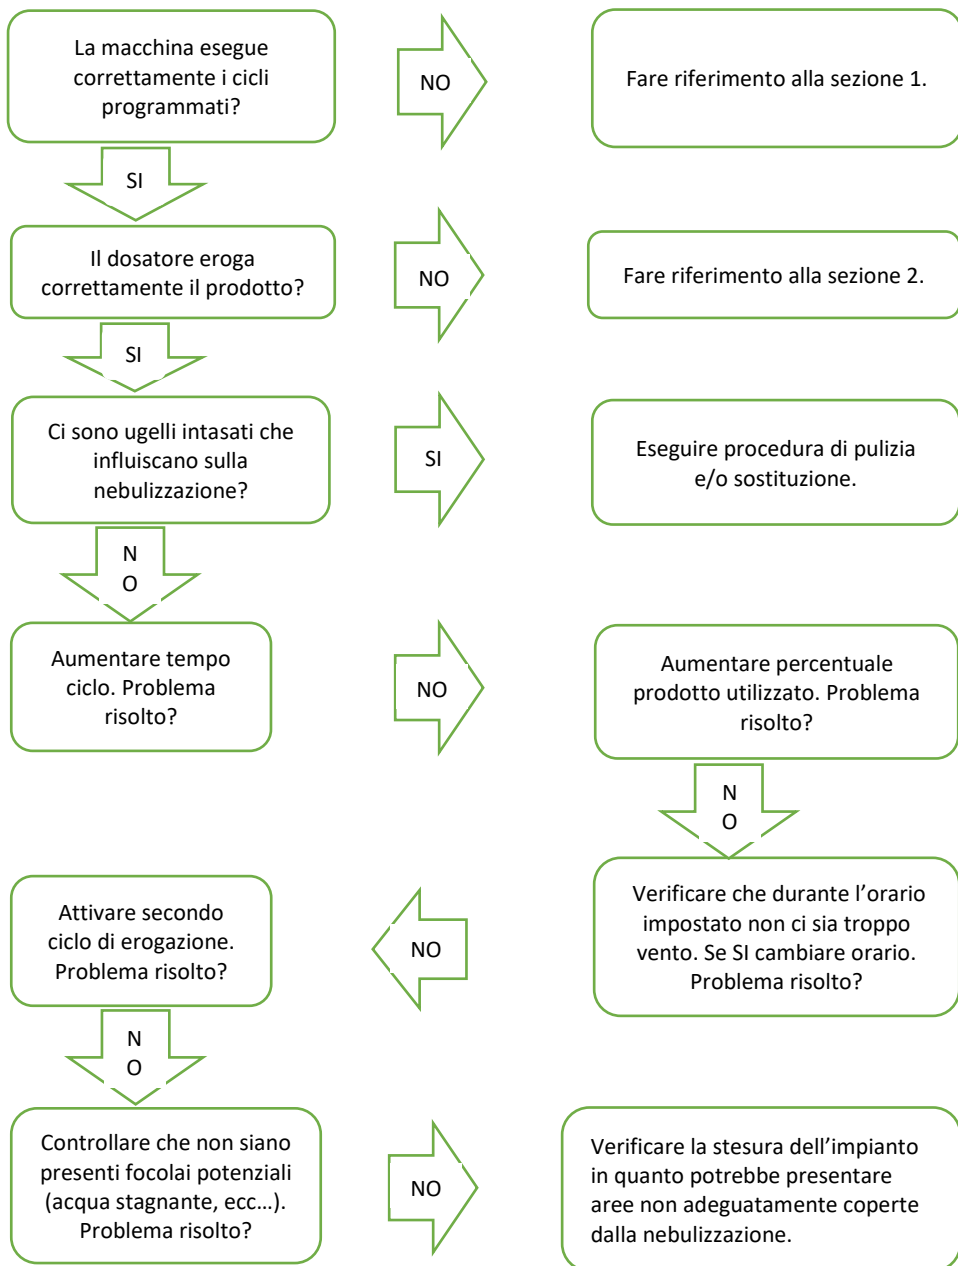 La macchina esegue
correttamente i cicli
programmati?
NO
Fare riferimento alla sezione 1.
SI
Il dosatore eroga
correttamente il prodotto?
NO
Fare riferimento alla sezione 2.
SI
Ci sono ugelli intasati che
influiscano sulla
nebulizzazione?
SI
Eseguire procedura di pulizia
e/o sostituzione.
N
O
Aumentare tempo
ciclo. Problema
risolto?
NO
Aumentare percentuale
prodotto utilizzato. Problema
risolto?
N
O
Verificare che durante l’orario
impostato non ci sia troppo
vento. Se SI cambiare orario.
Problema risolto?
NO
Attivare secondo
ciclo di erogazione.
Problema risolto?
N
O
Controllare che non siano
presenti focolai potenziali
(acqua stagnante, ecc…).
Problema risolto?
NO
Verificare la stesura dell’impianto
in quanto potrebbe presentare
aree non adeguatamente coperte
dalla nebulizzazione.